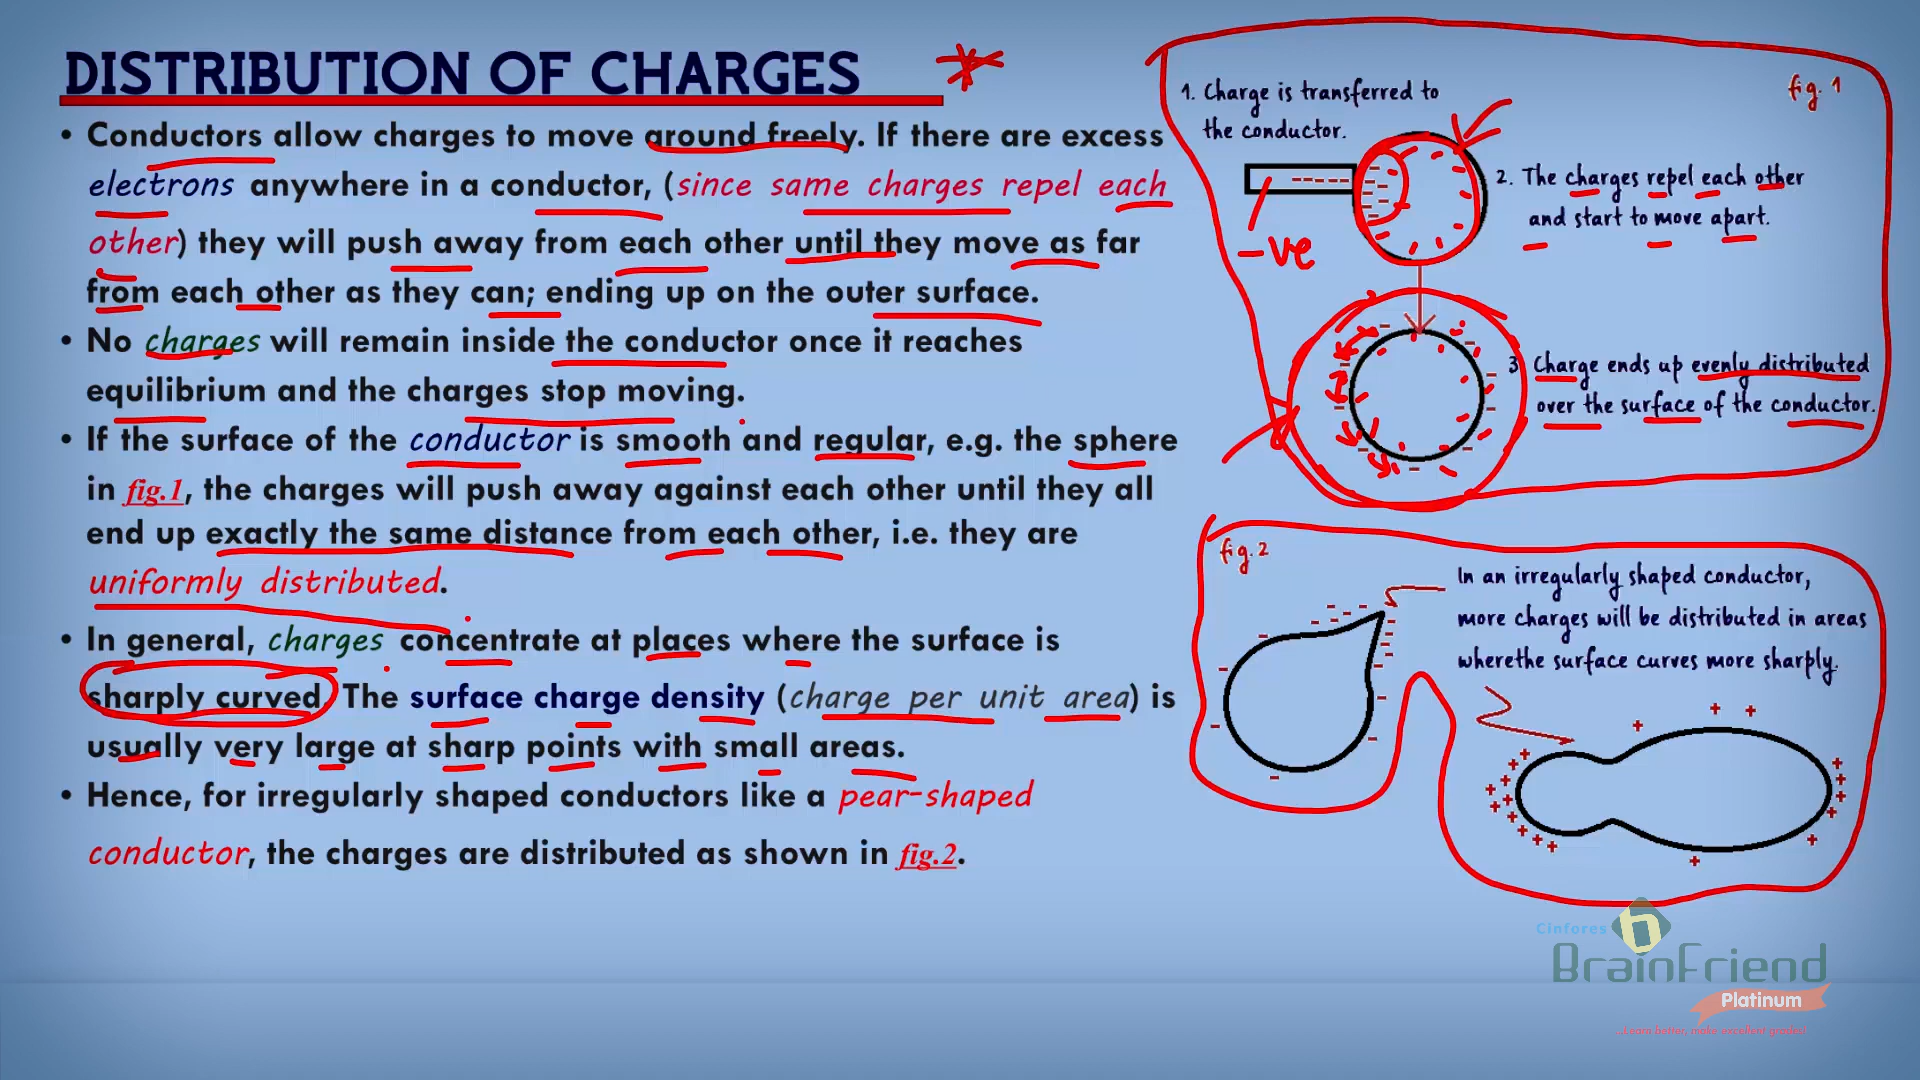 DISTRIBUTION OF CHARGES
• Conductors allow charges to move around freely. If there are excess
electrons anywhere in a conductor, (since same charges repel each
other) they will push away from each other until they move as far
from each other as they can; ending up on the outer surface.
• No charges will remain inside the conductor once it reaches
equilibrium and the charges stop moving.
• If the surface of the conductor is smooth and regular, e.g. the sphere
in fig.1, the charges will push away against each other until they all
end up exactly the same distance from each other, i.e. they are
uniformly distributed.
• In general, charges concentrate at places where the surface is
sharply curved. The surface charge density (charge per unit area) is
usually very large at sharp points with small areas.
• Hence, for irregularly shaped conductors like a pear-shaped
conductor, the charges are distributed as shown in fig.2.
fig. 1
1. Charge is transferred to
the conductor.
-ve
2. The charges repel each other
and start to move apart.
3 Charge ends up evenly distributed
over the surface of the conductor.
fig. 2
In an irregularly shaped conductor,
more charges will be distributed in areas
wherethe surface curves more sharply.
Cinfores
BrainFriend
Platinum
...Learn better, make excellent grades!